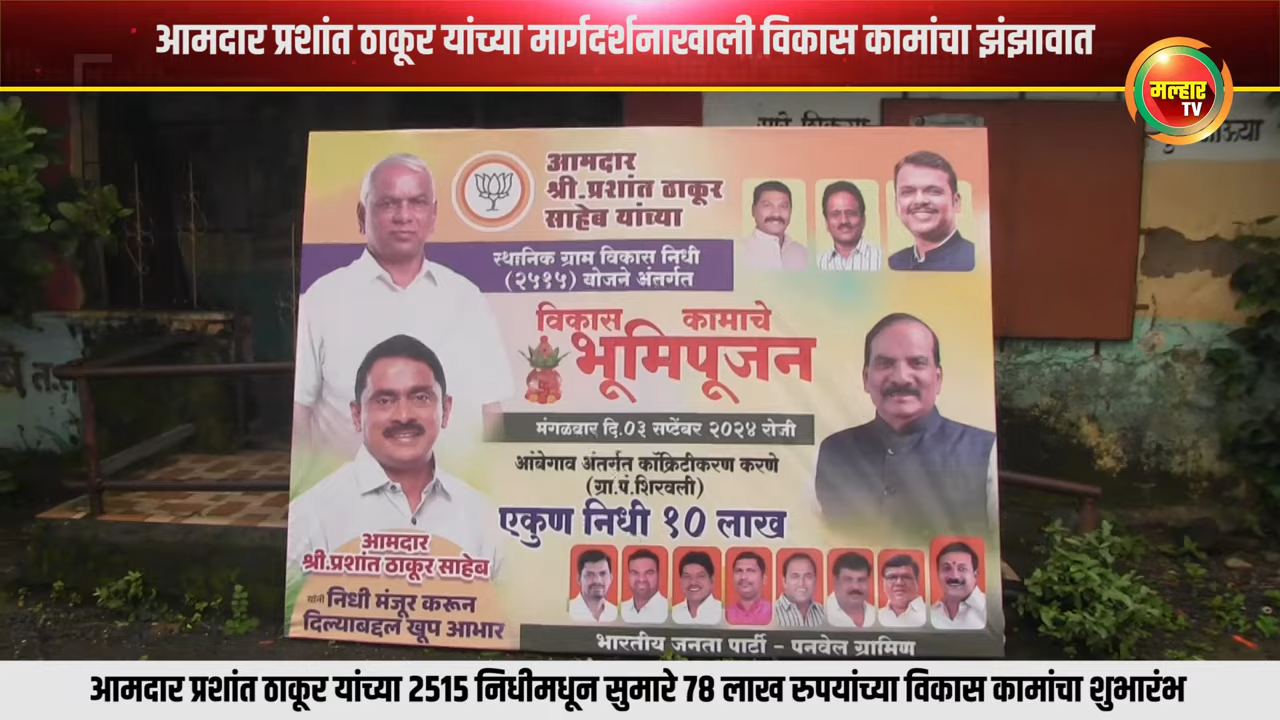 आमदार प्रशांत ठाकूर यांच्या मार्गदर्शनाखाली विकास कामांचा झंझावात
मल्हार
TV
आमदार
श्री.प्रशांत ठाकूर
साहेब यांच्या
स्थानिक ग्राम विकास निधी
(२५१५) योजने अंतर्गत
विकास कामाचे
भूमिपूजन
मंगळवार दि.०३ सप्टेंबर २०२४ रोजी
आंबेगाव अंतर्गत काँक्रिटीकरण करणे
(ग्रा.पं.शिरवली)
एकुण निधी १० लाख
आमदार
श्री.प्रशांत ठाकूर साहेब
यांनी निधी मंजूर करून
दिल्याबद्दल खूप आभार
भारतीय जनता पार्टी - पनवेल ग्रामिण
आमदार प्रशांत ठाकूर यांच्या 2515 निधीमधून सुमारे 78 लाख रुपयांच्या विकास कामांचा शुभारंभ